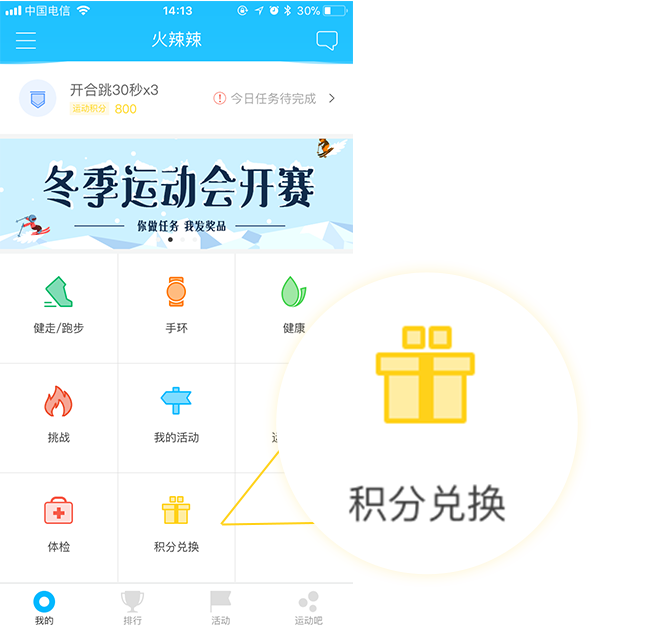 中国电信 14:13 30%
火辣辣
开合跳30秒x3
运动积分 800
今日任务待完成
冬季运动会开赛
你做任务 我发奖品
健走/跑步 手环 健康
挑战 我的活动
体检 积分兑换
积分兑换
我的 排行 活动 运动吧